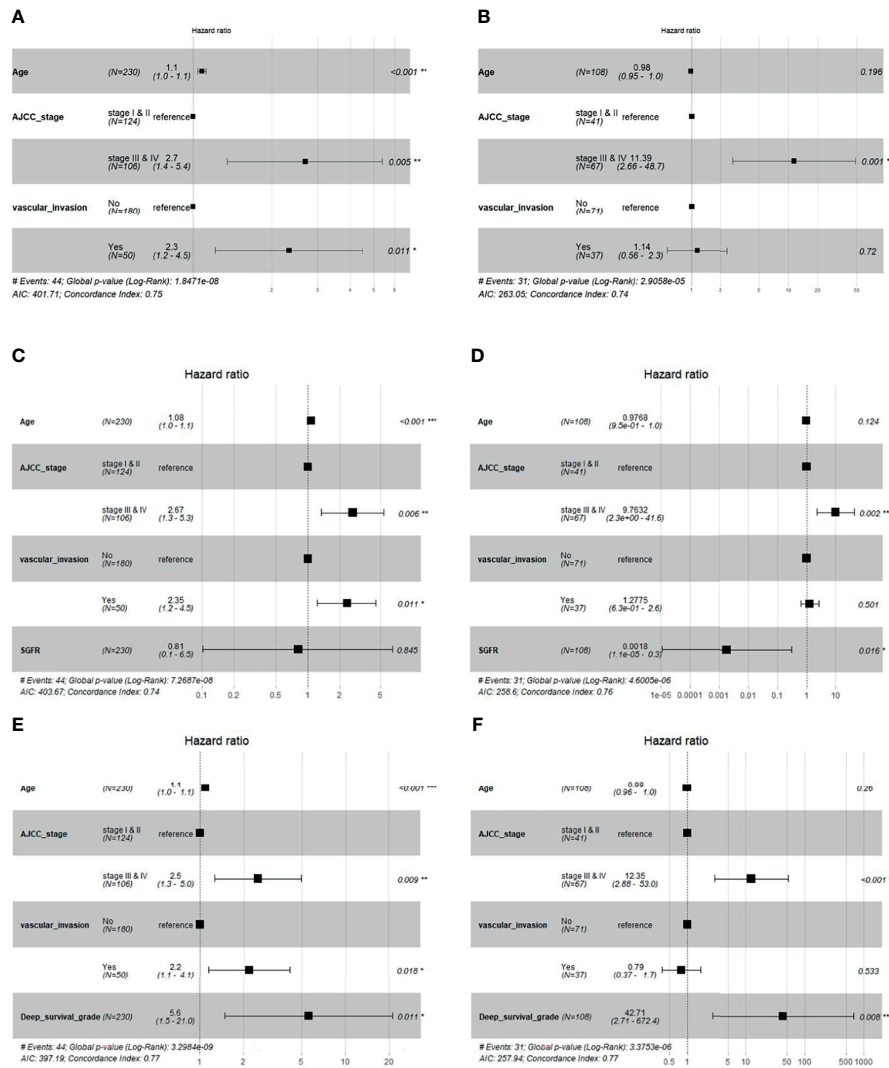 A
Hazard ratio
Age (N=230) 1.1 <0.001 **
(1.0 - 1.1)
AJCC_stage stage I & II reference
(N=124)
stage III & IV 2.7 0.005 **
(N=106) (1.4 - 5.4)
vascular_invasion No reference
(N=180)
Yes 2.3 0.011 *
(N=50) (1.2 - 4.5)
# Events: 44; Global p-value (Log-Rank): 1.8471e-08
AIC: 401.71; Concordance Index: 0.75
1 2 3 4 5 6
B
Hazard ratio
Age (N=108) 0.98 0.196
(0.95 - 1.0)
AJCC_stage stage I & II reference
(N=41)
stage III & IV 11.39 0.001 *
(N=67) (2.66 - 48.7)
vascular_invasion No reference
(N=71)
Yes 1.14 0.72
(N=37) (0.56 - 2.3)
# Events: 31; Global p-value (Log-Rank): 2.9058e-05
AIC: 263.05; Concordance Index: 0.74
1 2 5 10 20 50
C
Hazard ratio
Age (N=230) 1.08 <0.001 ***
(1.0 - 1.1)
AJCC_stage stage I & II reference
(N=124)
stage III & IV 2.67 0.006 **
(N=106) (1.3 - 5.3)
vascular_invasion No reference
(N=180)
Yes 2.35 0.011 *
(N=50) (1.2 - 4.5)
SGFR (N=230) 0.81 0.845
(0.1 - 6.5)
# Events: 44; Global p-value (Log-Rank): 7.2687e-08
AIC: 403.67; Concordance Index: 0.74
0.1 0.2 0.5 1 2 5
D
Hazard ratio
Age (N=108) 0.9768 0.124
(9.5e-01 - 1.0)
AJCC_stage stage I & II reference
(N=41)
stage III & IV 9.7632 0.002 **
(N=67) (2.3e+00 - 41.6)
vascular_invasion No reference
(N=71)
Yes 1.2775 0.501
(N=37) (6.3e-01 - 2.6)
SGFR (N=108) 0.0018 0.016 *
(1.1e-05 - 0.3)
# Events: 31; Global p-value (Log-Rank): 4.6005e-06
AIC: 258.6; Concordance Index: 0.76
1e-05 0.0001 0.001 0.01 0.1 1 10
E
Hazard ratio
Age (N=230) 1.1 <0.001 ***
(1.0 - 1.1)
AJCC_stage stage I & II reference
(N=124)
stage III & IV 2.5 0.009 **
(N=106) (1.3 - 5.0)
vascular_invasion No reference
(N=180)
Yes 2.2 0.018 *
(N=50) (1.1 - 4.1)
Deep_survival_grade (N=230) 5.6 0.011 *
(1.5 - 21.0)
# Events: 44; Global p-value (Log-Rank): 3.2984e-09
AIC: 397.19; Concordance Index: 0.77
1 2 5 10 20
F
Hazard ratio
Age (N=108) 0.98 0.26
(0.96 - 1.0)
AJCC_stage stage I & II reference
(N=41)
stage III & IV 12.35 <0.001
(N=67) (2.88 - 53.0)
vascular_invasion No reference
(N=71)
Yes 0.79 0.533
(N=37) (0.37 - 1.7)
Deep_survival_grade (N=108) 42.71 0.008 **
(2.71 - 672.4)
# Events: 31; Global p-value (Log-Rank): 3.3753e-06
AIC: 257.94; Concordance Index: 0.77
0.5 1 5 10 50 100 500 1000